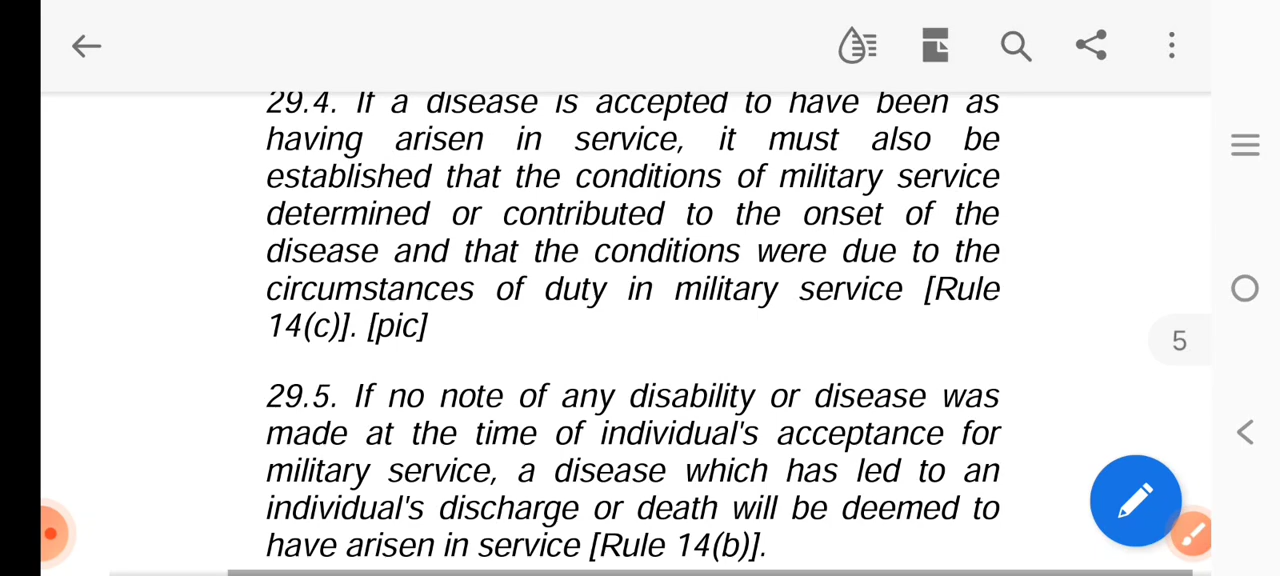 29.4. If a disease is accepted to have been as
having arisen in service, it must also be
established that the conditions of military service
determined or contributed to the onset of the
disease and that the conditions were due to the
circumstances of duty in military service [Rule
14(c)]. [pic]
5
29.5. If no note of any disability or disease was
made at the time of individual's acceptance for
military service, a disease which has led to an
individual's discharge or death will be deemed to
have arisen in service [Rule 14(b)].